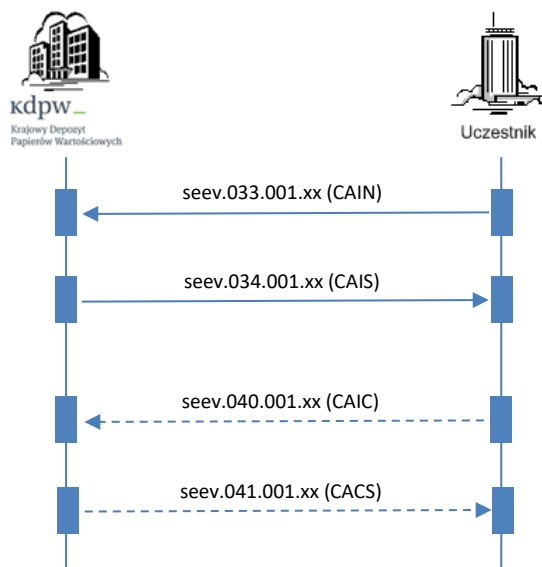 kdpw_
Krajowy Depozyt
Papierów Wartościowych
Uczestnik
seev.033.001.xx (CAIN)
seev.034.001.xx (CAIS)
seev.040.001.xx (CAIC)
seev.041.001.xx (CACS)